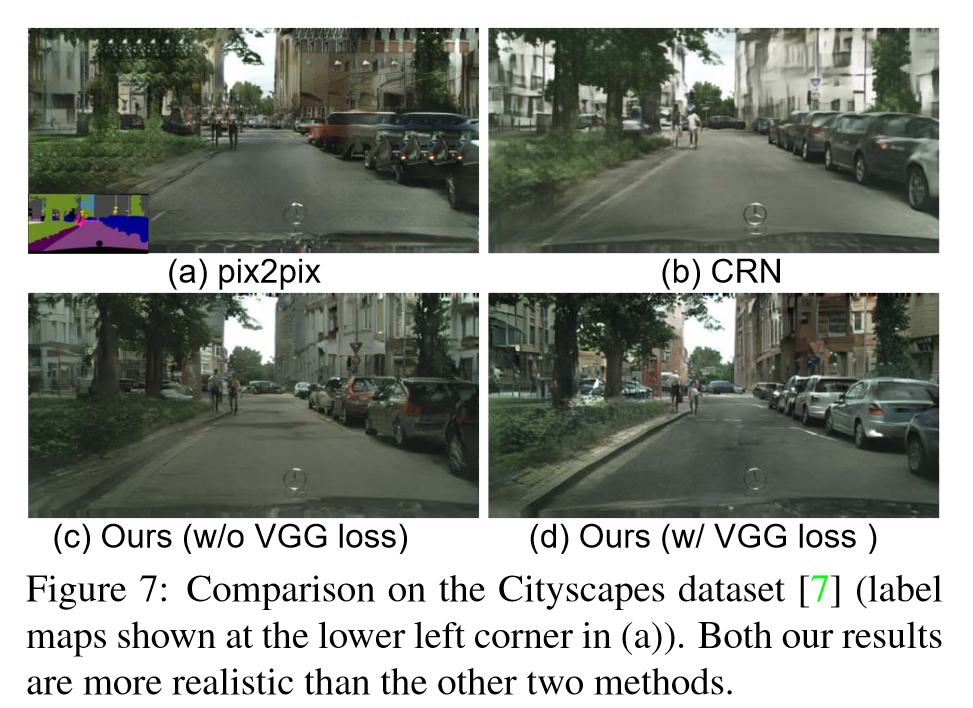 (a) pix2pix
(b) CRN
(c) Ours (w/o VGG loss)
(d) Ours (w/ VGG loss )
Figure 7: Comparison on the Cityscapes dataset [7] (label
maps shown at the lower left corner in (a)). Both our results
are more realistic than the other two methods.